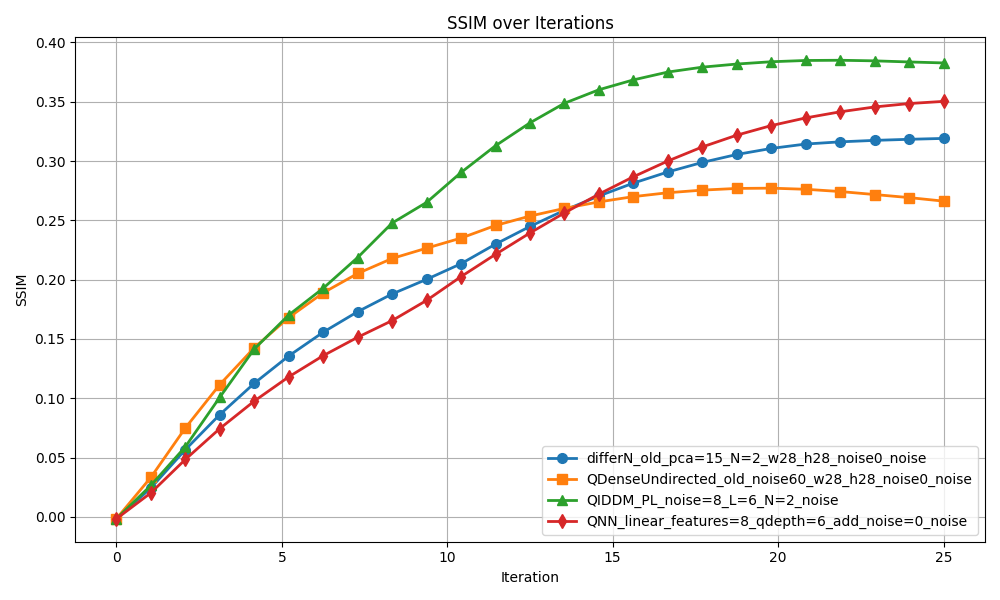 SSIM over Iterations
0.40
0.35
0.30
0.25
0.20
0.15
0.10
0.05
0.00
SSIM
0 5 10 15 20 25
Iteration
differN_old_pca=15_N=2_w28_h28_noise0_noise
QDenseUndirected_old_noise60_w28_h28_noise0_noise
QIDDM_PL_noise=8_L=6_N=2_noise
QNN_linear_features=8_qdepth=6_add_noise=0_noise